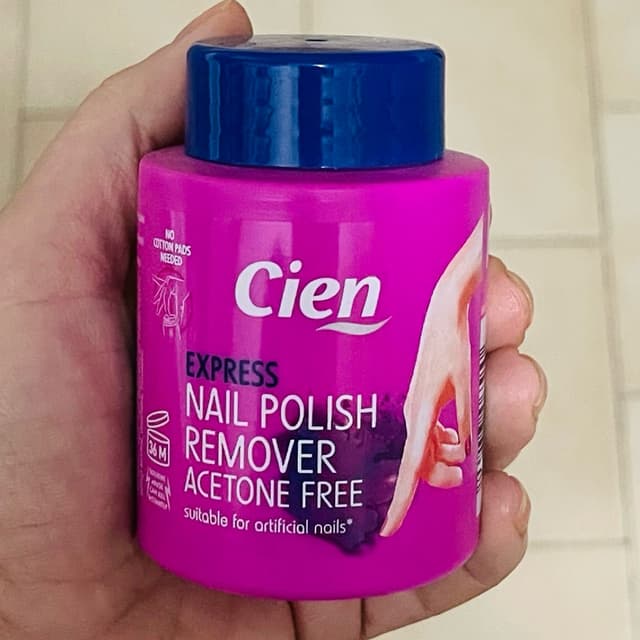 NO
COTTON PADS
NEEDED
Cien
EXPRESS
NAIL POLISH
REMOVER
ACETONE FREE
suitable for artificial nails*
36 M